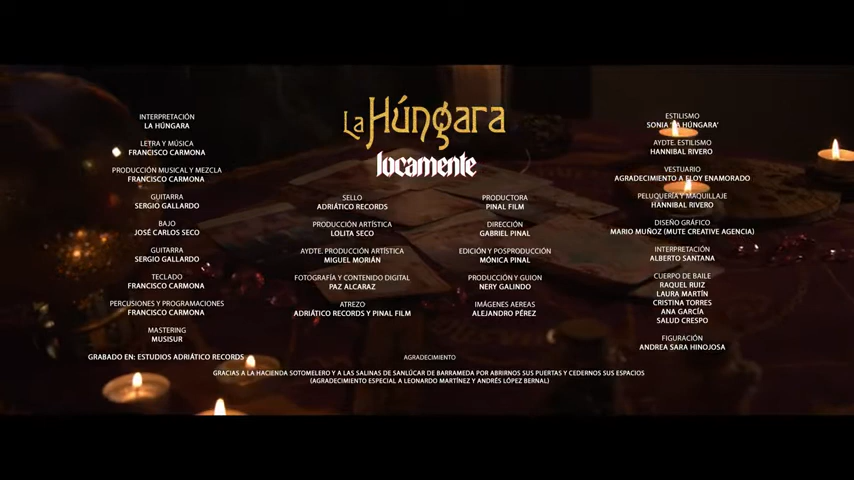 La Húngara
locamente
INTERPRETACIÓN
LA HÚNGARA
LETRA Y MÚSICA
FRANCISCO CARMONA
PRODUCCIÓN MUSICAL Y MEZCLA
FRANCISCO CARMONA
GUITARRA
SERGIO GALLARDO
BAJO
JOSÉ CARLOS SECO
GUITARRA
SERGIO GALLARDO
TECLADO
FRANCISCO CARMONA
PERCUSIONES Y PROGRAMACIONES
FRANCISCO CARMONA
MASTERING
MUSISUR
GRABADO EN: ESTUDIOS ADRIÁTICO RECORDS
SELLO
ADRIÁTICO RECORDS
PRODUCCIÓN ARTÍSTICA
LOLITA SECO
AYDTE. PRODUCCIÓN ARTÍSTICA
MIGUEL MORIÁN
FOTOGRAFÍA Y CONTENIDO DIGITAL
PAZ ALCARAZ
ATREZO
ADRIÁTICO RECORDS Y PINAL FILM
PRODUCTORA
PINAL FILM
DIRECCIÓN
GABRIEL PINAL
EDICIÓN Y POSPRODUCCIÓN
MÓNICA PINAL
PRODUCCIÓN Y GUION
NERY GALINDO
IMÁGENES AEREAS
ALEJANDRO PÉREZ
ESTILISMO
SONIA "LA HÚNGARA"
AYDTE. ESTILISMO
HANNIBAL RIVERO
VESTUARIO
AGRADECIMIENTO A ELOY ENAMORADO
PELUQUERÍA Y MAQUILLAJE
HANNIBAL RIVERO
DISEÑO GRÁFICO
MARIO MUÑOZ (MUTE CREATIVE AGENCIA)
INTERPRETACIÓN
ALBERTO SANTANA
CUERPO DE BAILE
RAQUEL RUIZ
LAURA MARTÍN
CRISTINA TORRES
ANA GARCÍA
SALUD CRESPO
FIGURACIÓN
ANDREA SARA HINOJOSA
AGRADECIMIENTO
GRACIAS A LA HACIENDA SOTOMELERO Y A LAS SALINAS DE SANLÚCAR DE BARRAMEDA POR ABRIRNOS SUS PUERTAS Y CEDERNOS SUS ESPACIOS
(AGRADECIMIENTO ESPECIAL A LEONARDO MARTÍNEZ Y ANDRÉS LÓPEZ BERNAL)